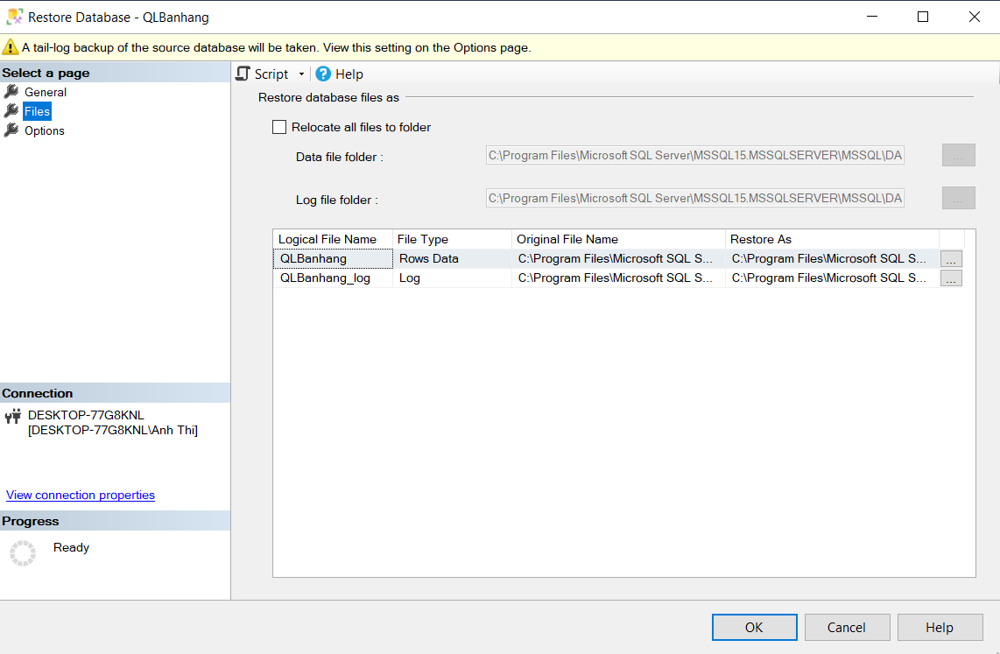 Restore Database - QLBanhang
A tail-log backup of the source database will be taken. View this setting on the Options page.
Select a page
General
Files
Options
Script
Help
Restore database files as
Relocate all files to folder
Data file folder :
C:\Program Files\Microsoft SQL Server\MSSQL15.MSSQLSERVER\MSSQL\DA
...
Log file folder :
C:\Program Files\Microsoft SQL Server\MSSQL15.MSSQLSERVER\MSSQL\DA
...
Logical File Name File Type Original File Name Restore As
QLBanhang Rows Data C:\Program Files\Microsoft SQL S... C:\Program Files\Microsoft SQL S... ...
QLBanhang_log Log C:\Program Files\Microsoft SQL S... C:\Program Files\Microsoft SQL S... ...
Connection
DESKTOP-77G8KNL
[DESKTOP-77G8KNL\Anh Thi]
View connection properties
Progress
Ready
OK Cancel Help